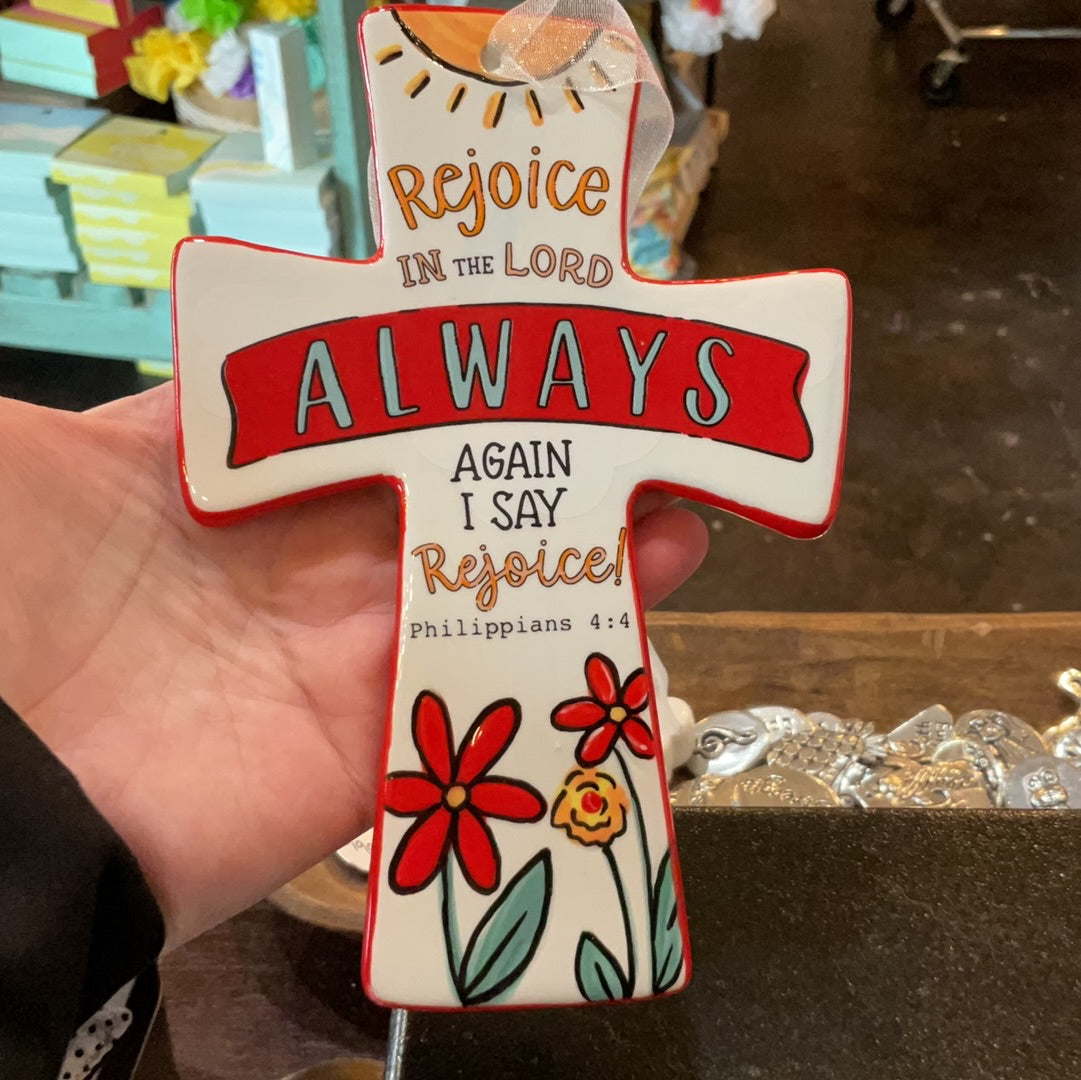 Rejoice
IN THE LORD
ALWAYS
AGAIN
I SAY
Rejoice!
Philippians 4:4